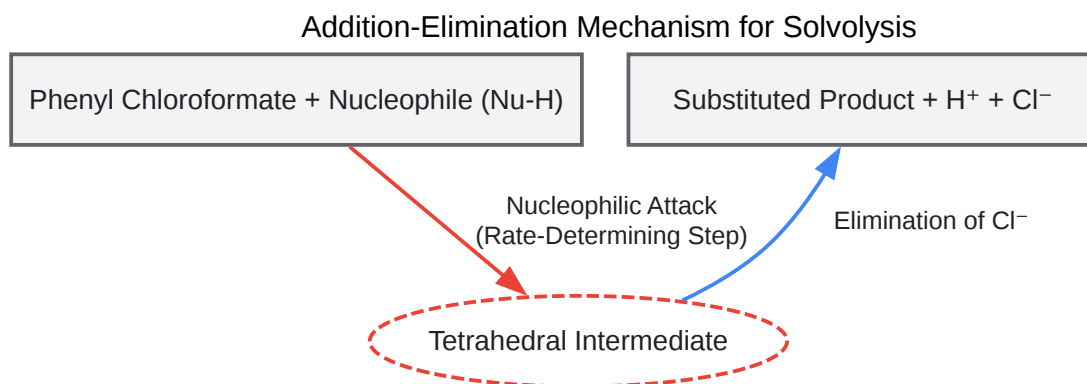 Addition-Elimination Mechanism for Solvolysis
Phenyl Chloroformate + Nucleophile (Nu-H)
Substituted Product + H⁺ + Cl⁻
Nucleophilic Attack
(Rate-Determining Step)
Elimination of Cl⁻
Tetrahedral Intermediate